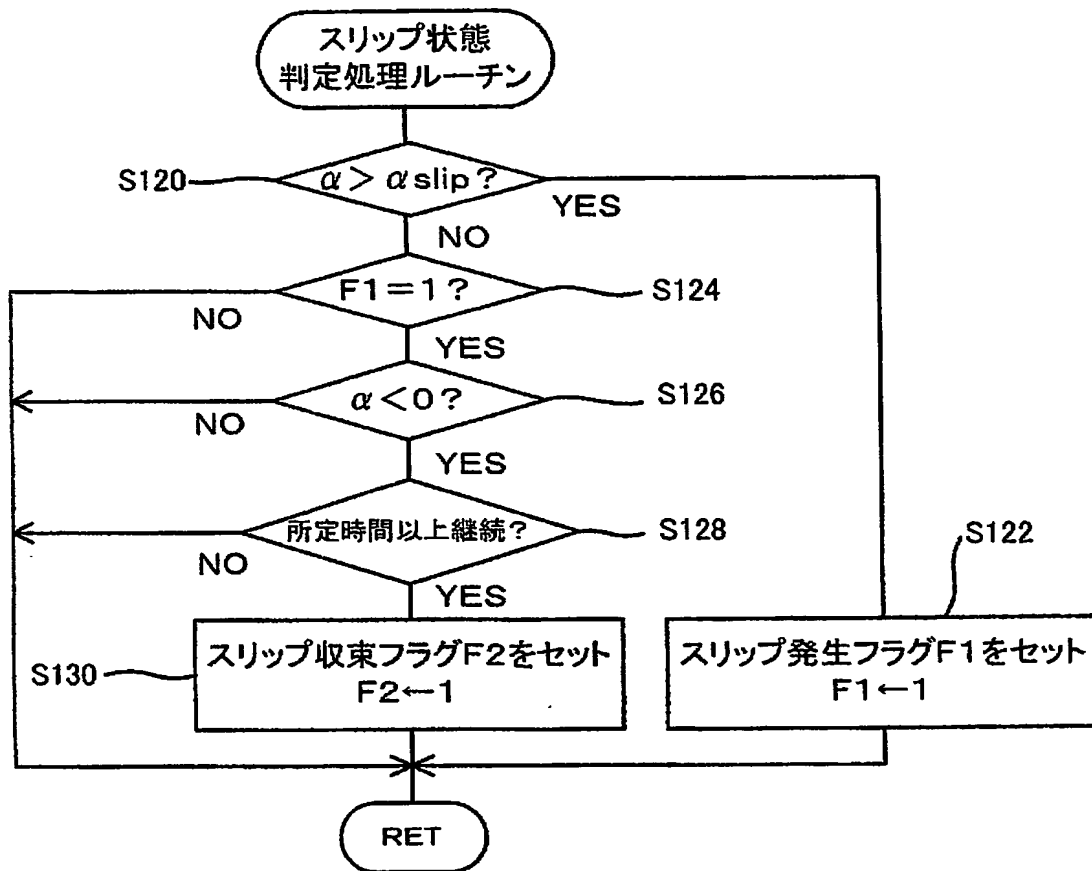 スリップ状態
判定処理ルーチン
S120
α＞αslip？
YES
NO
F1＝1？
S124
NO
YES
α＜0？
S126
NO
YES
所定時間以上継続？
S128
NO
YES
S122
スリップ収束フラグF2をセット
F2←1
S130
スリップ発生フラグF1をセット
F1←1
RET